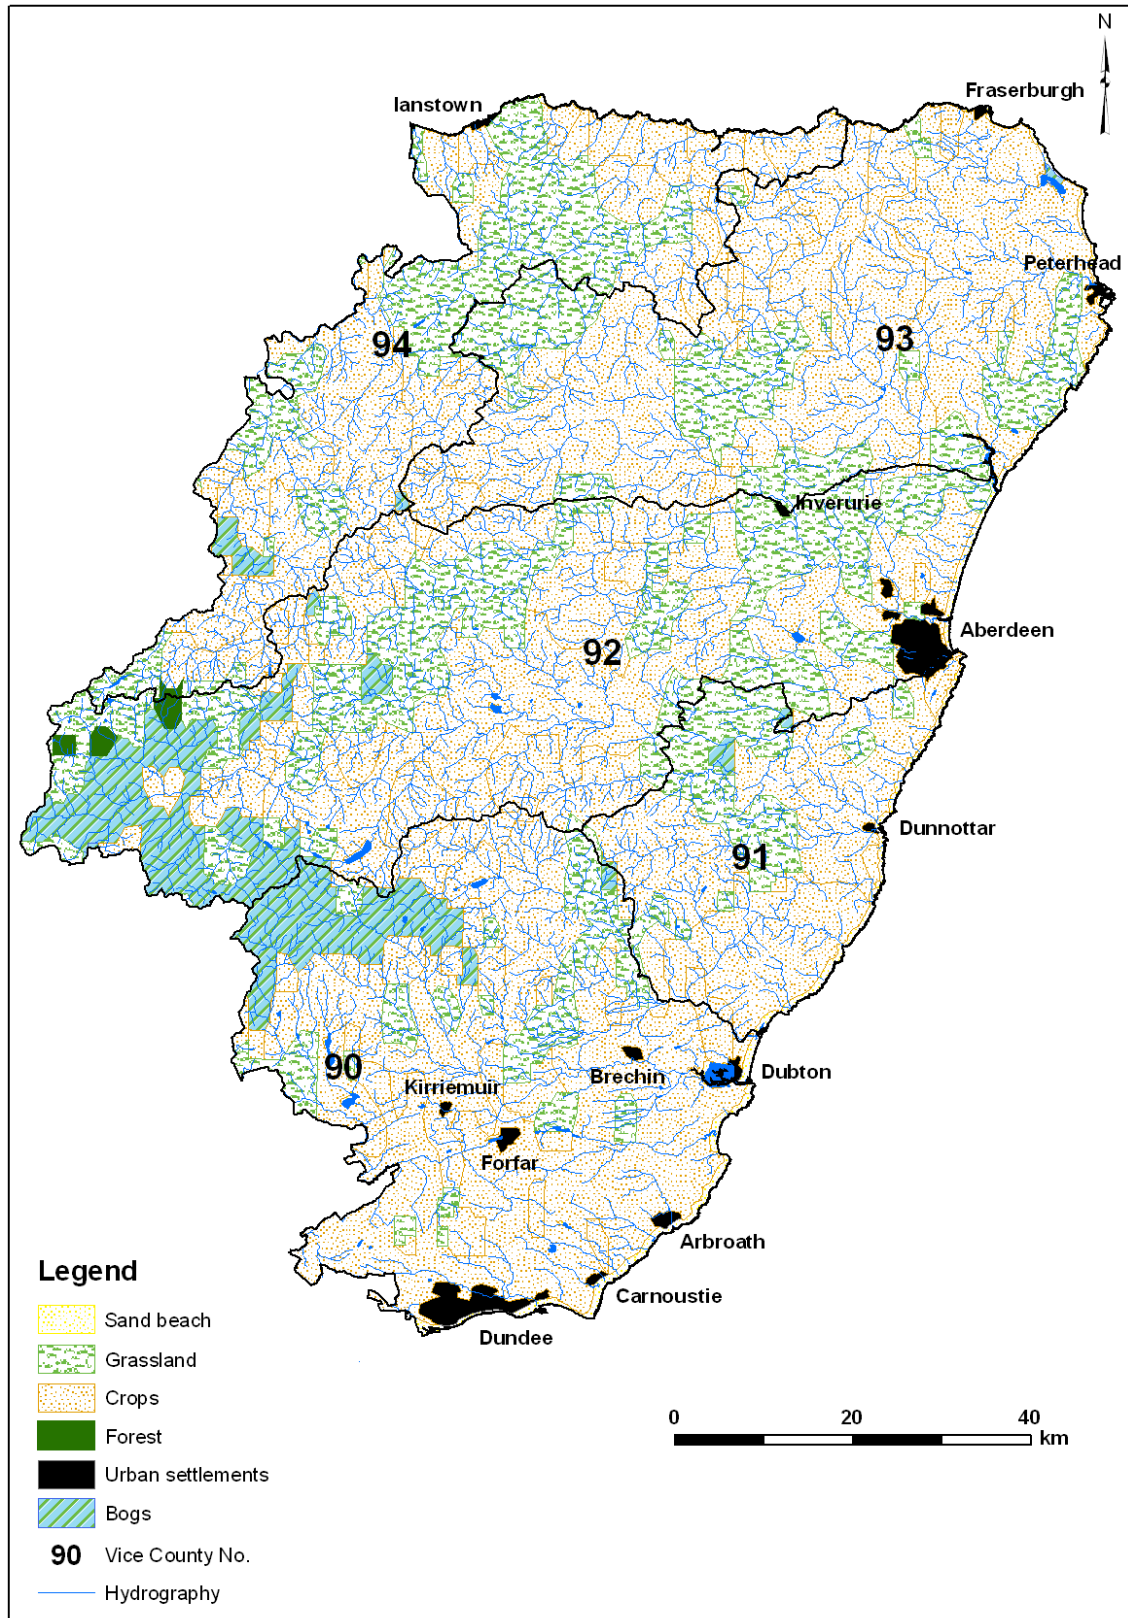 N
Ianstown
Fraserburgh
Peterhead
94
93
Inverurie
Aberdeen
92
Dunnottar
91
90
Brechin
Dubton
Kirriemuir
Forfar
Arbroath
Carnoustie
Dundee
Legend
Sand beach
Grassland
Crops
Forest
Urban settlements
Bogs
90 Vice County No.
Hydrography
0 20 40
km